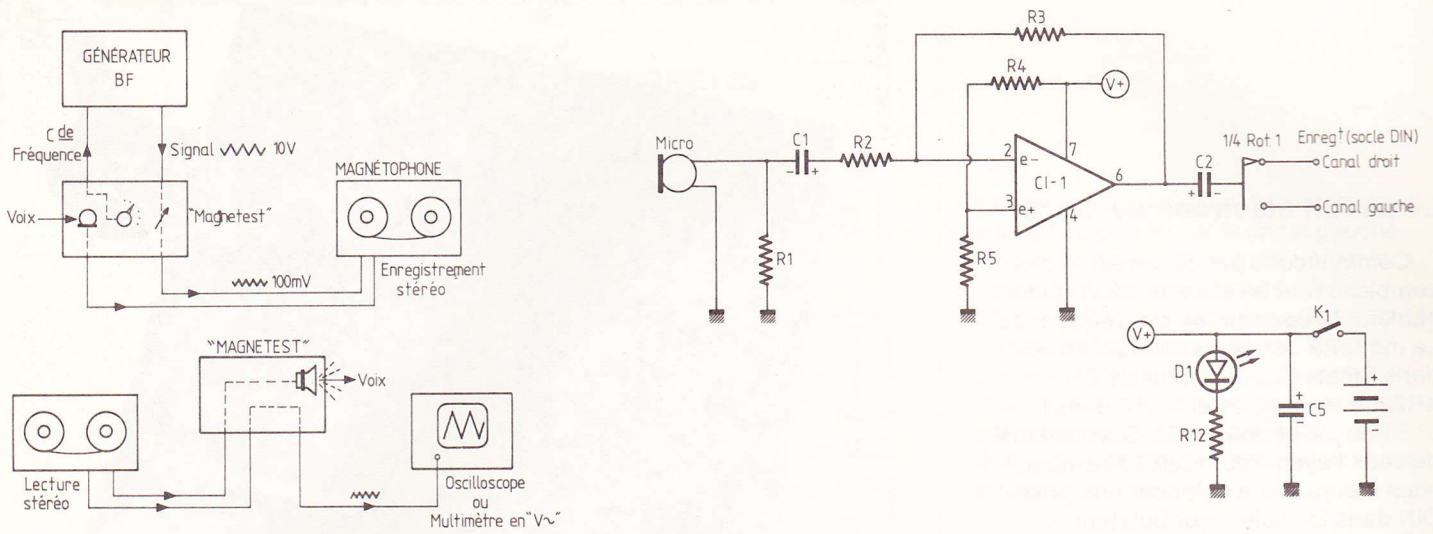 GÉNÉRATEUR
BF
C de
Fréquence
Signal
10V
MAGNÉTOPHONE
Voix
"Magnetest"
100mV
Enregistrement
stéréo
"MAGNETEST"
Voix
Lecture
stéréo
Oscilloscope
ou
Multimètre en "V~"
R3
R4
V+
Micro
C1
R2
- +
2
e-
7
CI-1
6
3
e+
4
R1
R5
C2
+ -
1/4 Rot. 1
Enregt (socle DIN)
Canal droit
Canal gauche
V+
K1
D1
R12
+
C5
-
+
-